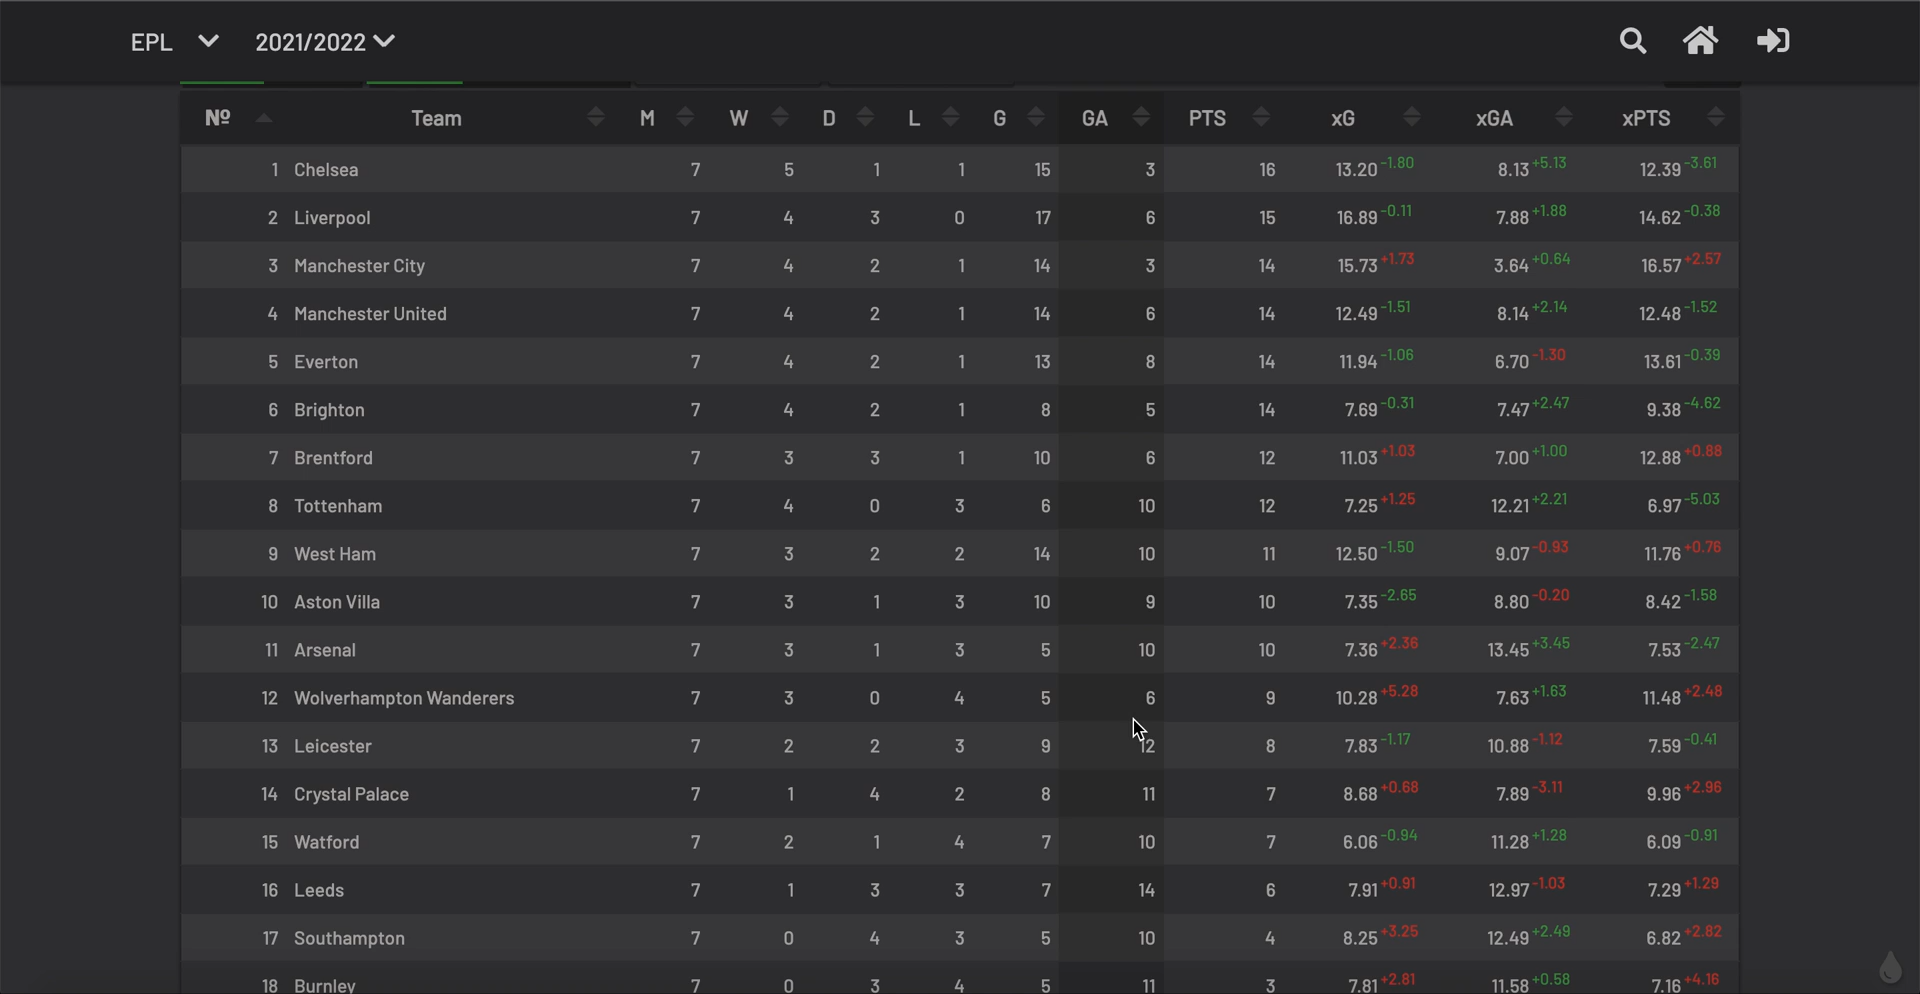 EPL 2021/2022
Nº Team M W D L G GA PTS xG xGA xPTS
1 Chelsea 7 5 1 1 15 3 16 13.20 -1.80 8.13 +5.13 12.39 -3.61
2 Liverpool 7 4 3 0 17 6 15 16.89 -0.11 7.88 +1.88 14.62 -0.38
3 Manchester City 7 4 2 1 14 3 14 15.73 +1.73 3.64 +0.64 16.57 +2.57
4 Manchester United 7 4 2 1 14 6 14 12.49 -1.51 8.14 +2.14 12.48 -1.52
5 Everton 7 4 2 1 13 8 14 11.94 -1.06 6.70 -1.30 13.61 -0.39
6 Brighton 7 4 2 1 8 5 14 7.69 -0.31 7.47 +2.47 9.38 -4.62
7 Brentford 7 3 3 1 10 6 12 11.03 +1.03 7.00 +1.00 12.88 +0.88
8 Tottenham 7 4 0 3 6 10 12 7.25 +1.25 12.21 +2.21 6.97 -5.03
9 West Ham 7 3 2 2 14 10 11 12.50 -1.50 9.07 -0.93 11.76 +0.76
10 Aston Villa 7 3 1 3 10 9 10 7.35 -2.65 8.80 -0.20 8.42 -1.58
11 Arsenal 7 3 1 3 5 10 10 7.36 +2.36 13.45 +3.45 7.53 -2.47
12 Wolverhampton Wanderers 7 3 0 4 5 6 9 10.28 +5.28 7.63 +1.63 11.48 +2.48
13 Leicester 7 2 2 3 9 12 8 7.83 -1.17 10.88 -1.12 7.59 -0.41
14 Crystal Palace 7 1 4 2 8 11 7 8.68 +0.68 7.89 -3.11 9.96 +2.96
15 Watford 7 2 1 4 7 10 7 6.06 -0.94 11.28 +1.28 6.09 -0.91
16 Leeds 7 1 3 3 7 14 6 7.91 +0.91 12.97 -1.03 7.29 +1.29
17 Southampton 7 0 4 3 5 10 4 8.25 +3.25 12.49 +2.49 6.82 +2.82
18 Burnley 7 0 3 4 5 11 3 7.81 +2.81 11.58 +0.58 7.16 +4.16